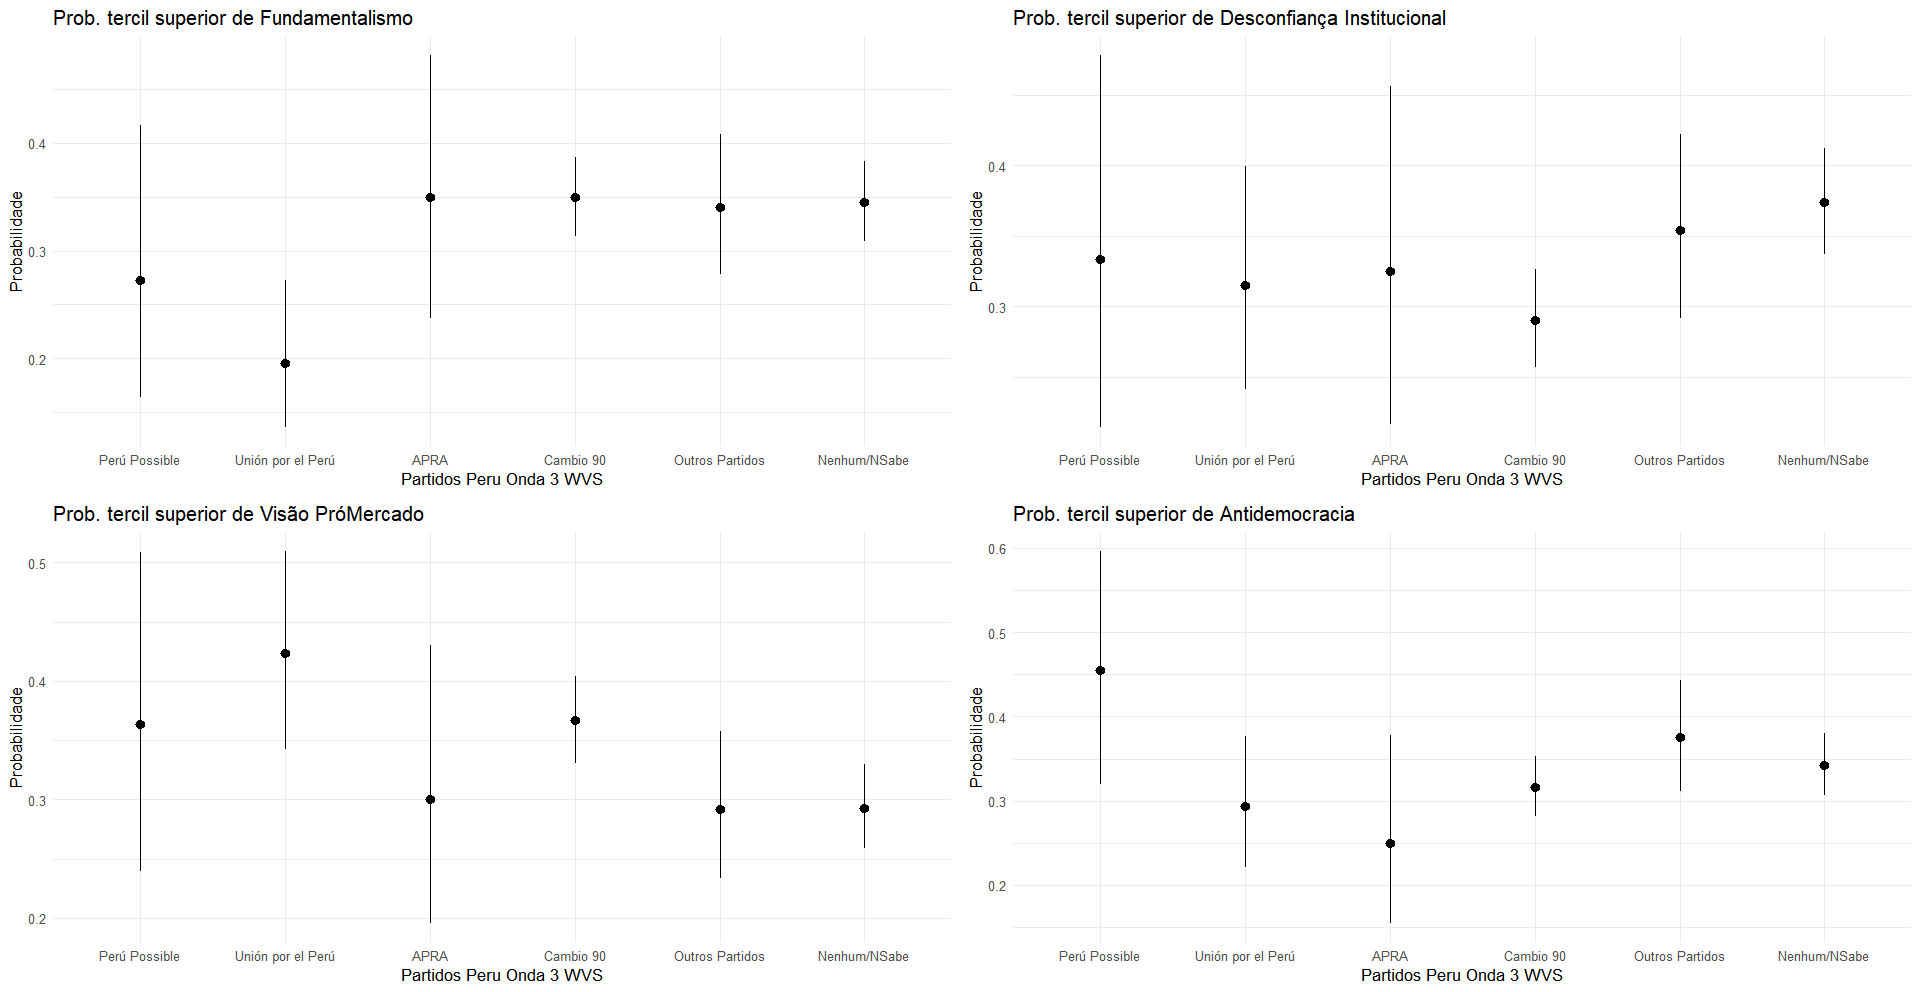 Prob. tercil superior de Fundamentalismo
Probabilidade
0.4
0.3
0.2
Perú Possible Unión por el Perú APRA Cambio 90 Outros Partidos Nenhum/NSabe
Partidos Peru Onda 3 WVS
Prob. tercil superior de Desconfiança Institucional
Probabilidade
0.4
0.3
Perú Possible Unión por el Perú APRA Cambio 90 Outros Partidos Nenhum/NSabe
Partidos Peru Onda 3 WVS
Prob. tercil superior de Visão PróMercado
Probabilidade
0.5
0.4
0.3
0.2
Perú Possible Unión por el Perú APRA Cambio 90 Outros Partidos Nenhum/NSabe
Partidos Peru Onda 3 WVS
Prob. tercil superior de Antidemocracia
Probabilidade
0.6
0.5
0.4
0.3
0.2
Perú Possible Unión por el Perú APRA Cambio 90 Outros Partidos Nenhum/NSabe
Partidos Peru Onda 3 WVS